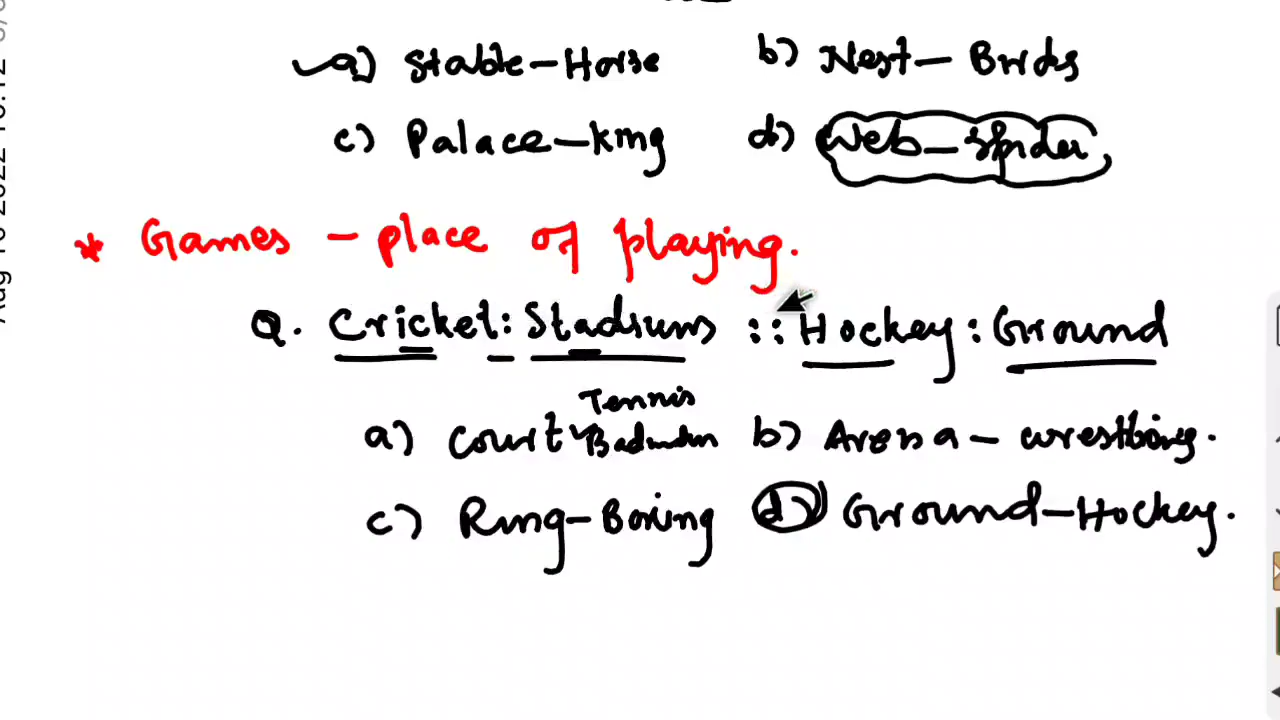 a) Stable-Horse b) Nest-Birds
c) Palace-king d) Web-Spider
* Games - place of playing.
Q. Cricket: Stadiums :: Hockey: Ground
Tennis
a) Court Badminton b) Arena - wrestling.
c) Ring-Boxing d) Ground-Hockey.